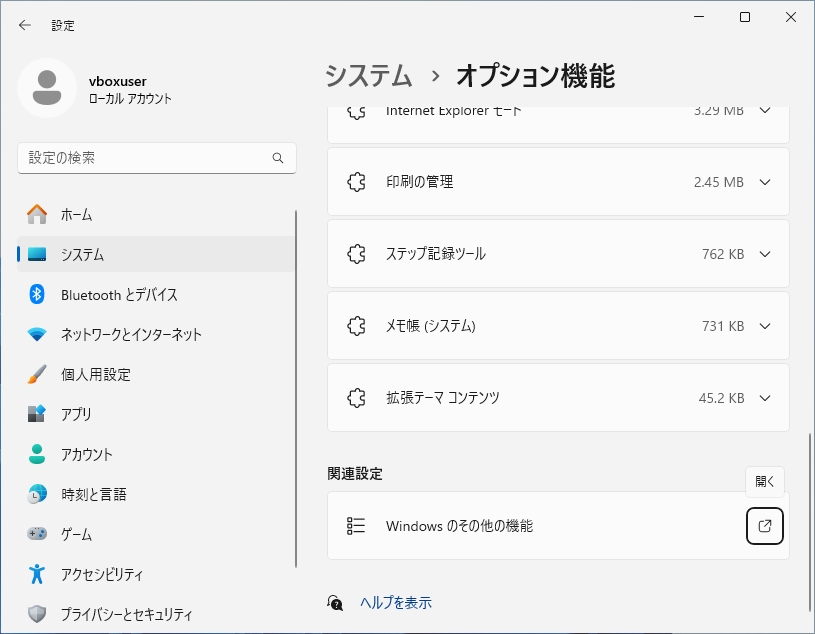 設定
vboxuser
ローカル アカウント
設定の検索
ホーム
システム
Bluetooth とデバイス
ネットワークとインターネット
個人用設定
アプリ
アカウント
時刻と言語
ゲーム
アクセシビリティ
プライバシーとセキュリティ
システム › オプション機能
Internet Explorer モード 3.29 MB
印刷の管理 2.45 MB
ステップ記録ツール 762 KB
メモ帳 (システム) 731 KB
拡張テーマ コンテンツ 45.2 KB
関連設定
開く
Windows のその他の機能
ヘルプを表示